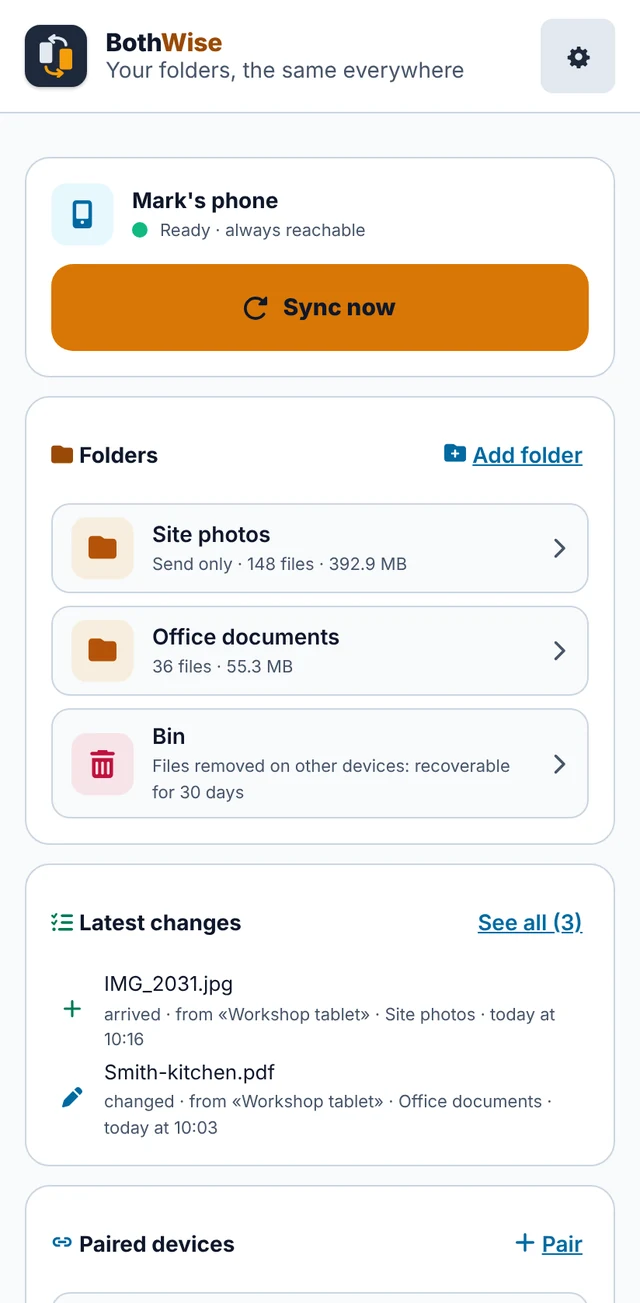 BothWise
Your folders, the same everywhere
Mark's phone
Ready · always reachable
Sync now
Folders
Add folder
Site photos
Send only · 148 files · 392.9 MB
Office documents
36 files · 55.3 MB
Bin
Files removed on other devices: recoverable
for 30 days
Latest changes
See all (3)
IMG_2031.jpg
arrived · from «Workshop tablet» · Site photos · today at
10:16
Smith-kitchen.pdf
changed · from «Workshop tablet» · Office documents ·
today at 10:03
Paired devices
Pair